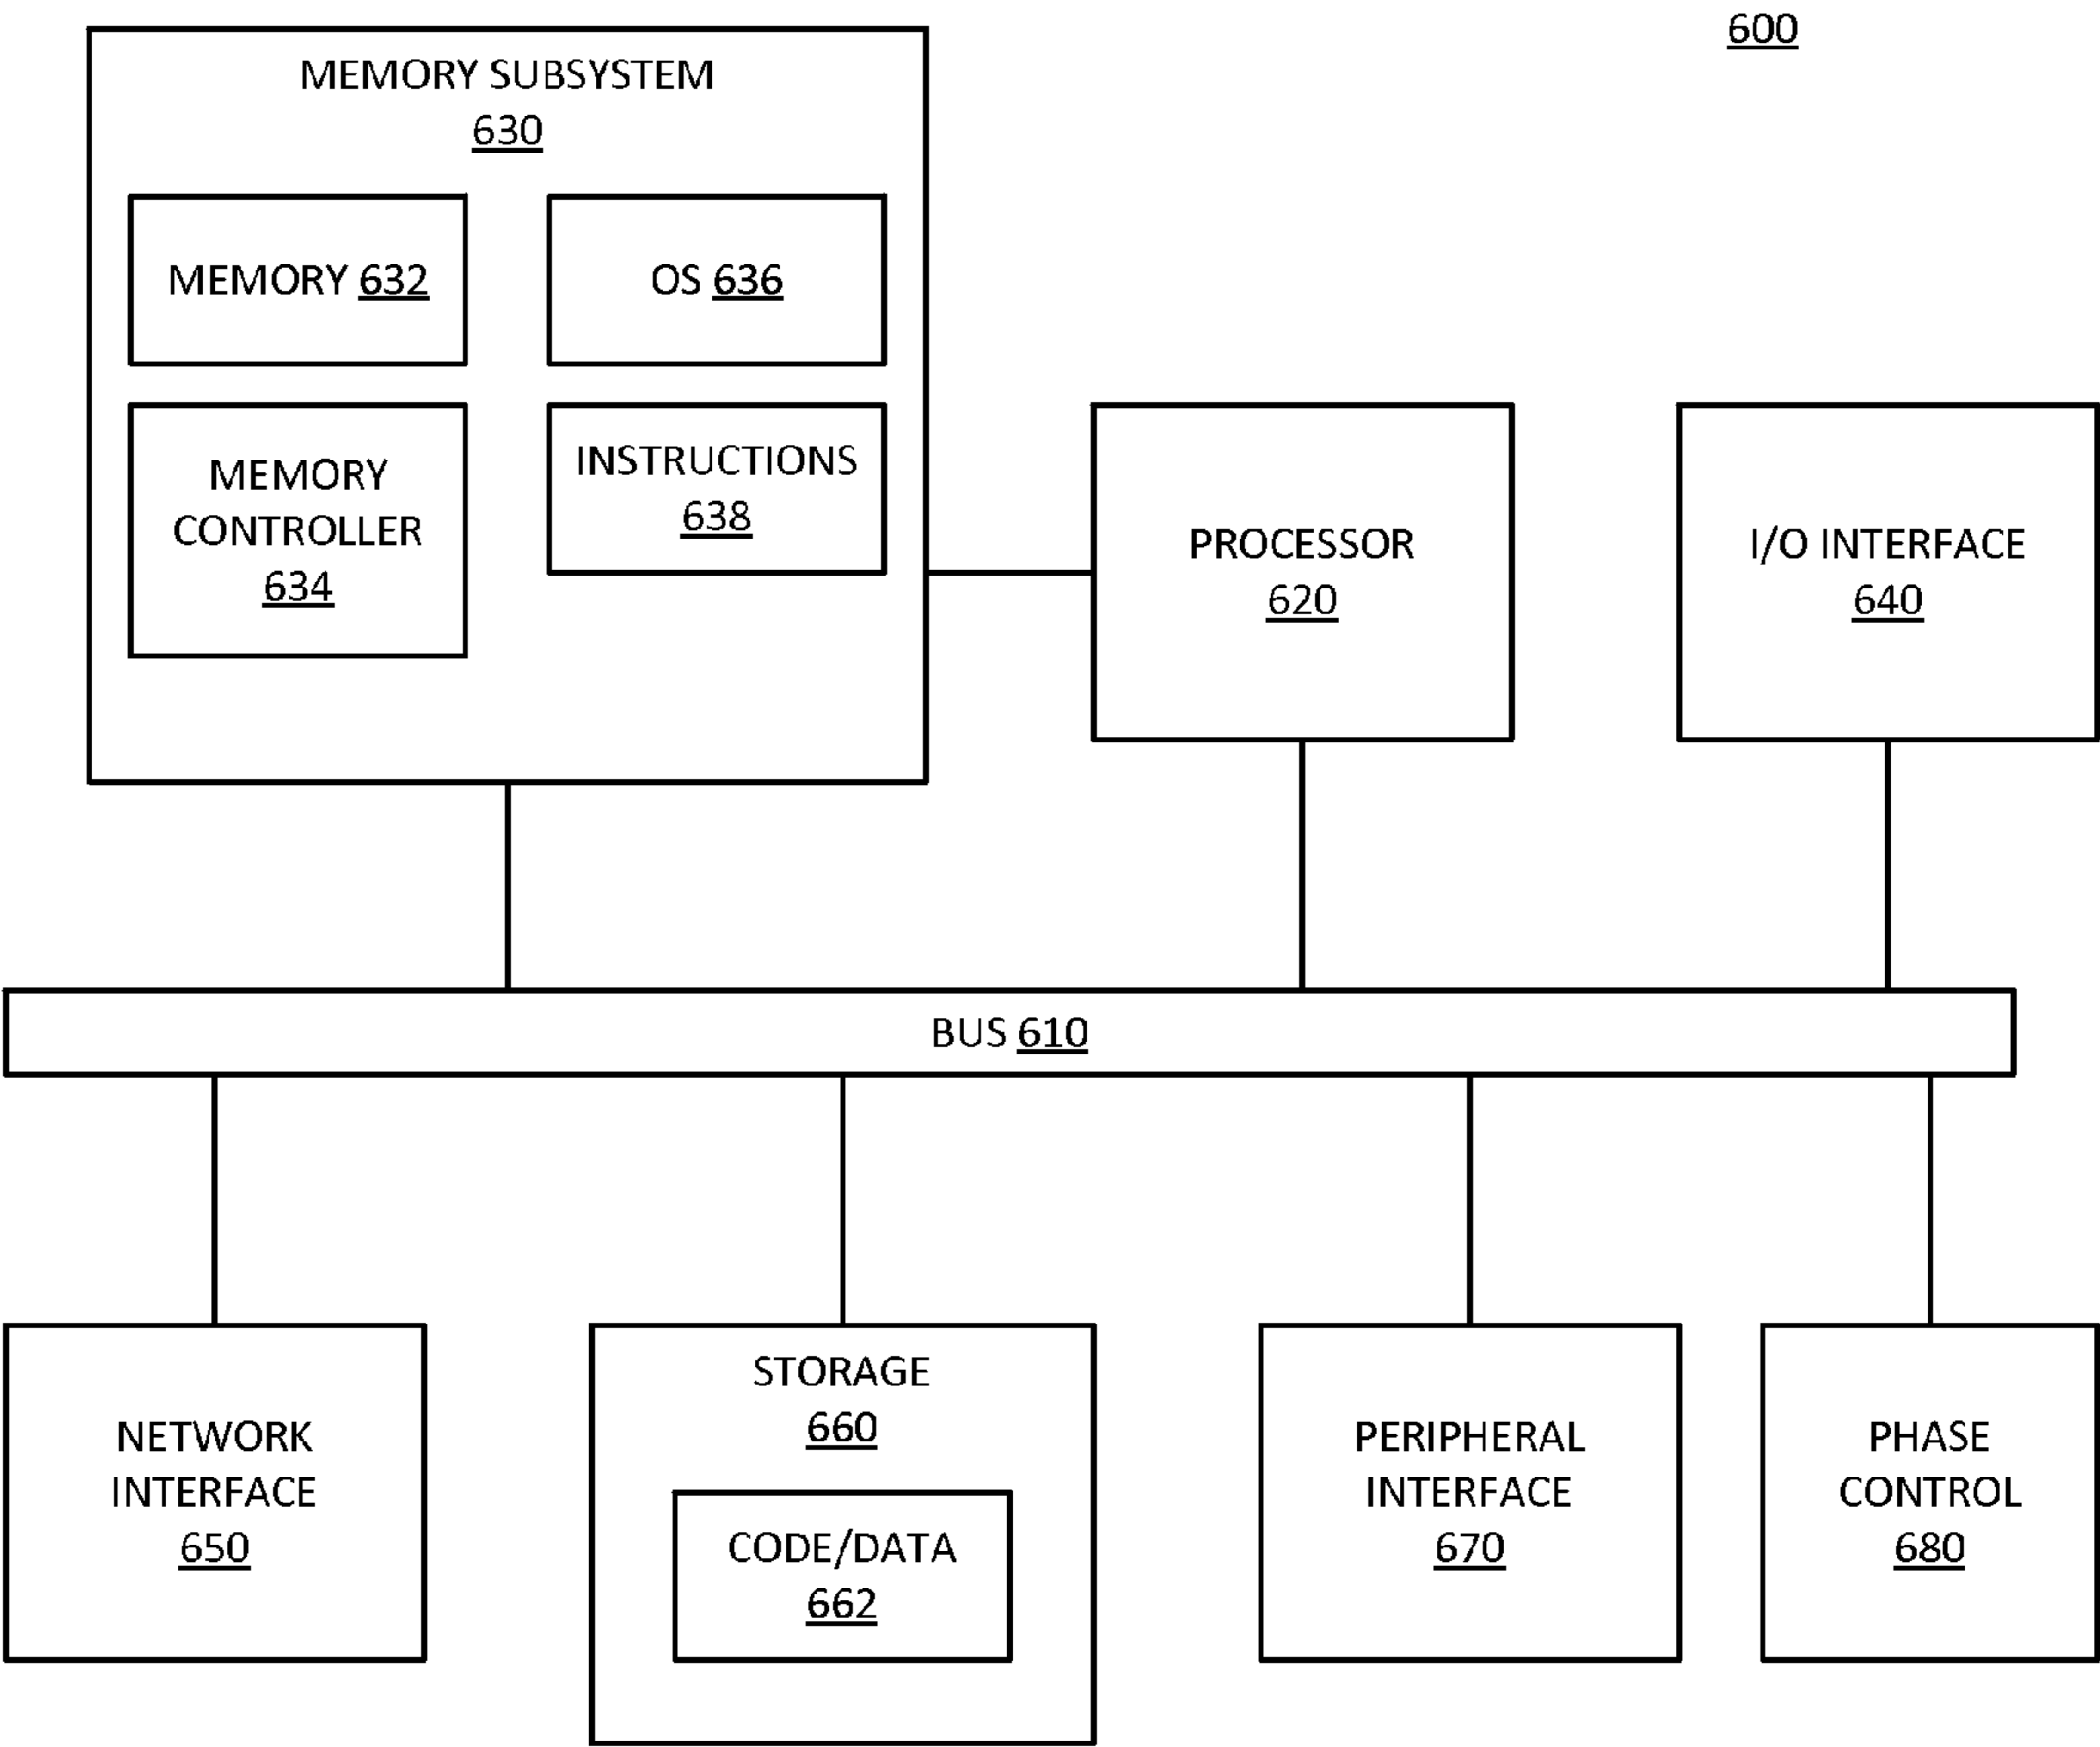 600
MEMORY SUBSYSTEM
630
MEMORY 632
OS 636
MEMORY
CONTROLLER
634
INSTRUCTIONS
638
PROCESSOR
620
I/O INTERFACE
640
BUS 610
NETWORK
INTERFACE
650
STORAGE
660
CODE/DATA
662
PERIPHERAL
INTERFACE
670
PHASE
CONTROL
680